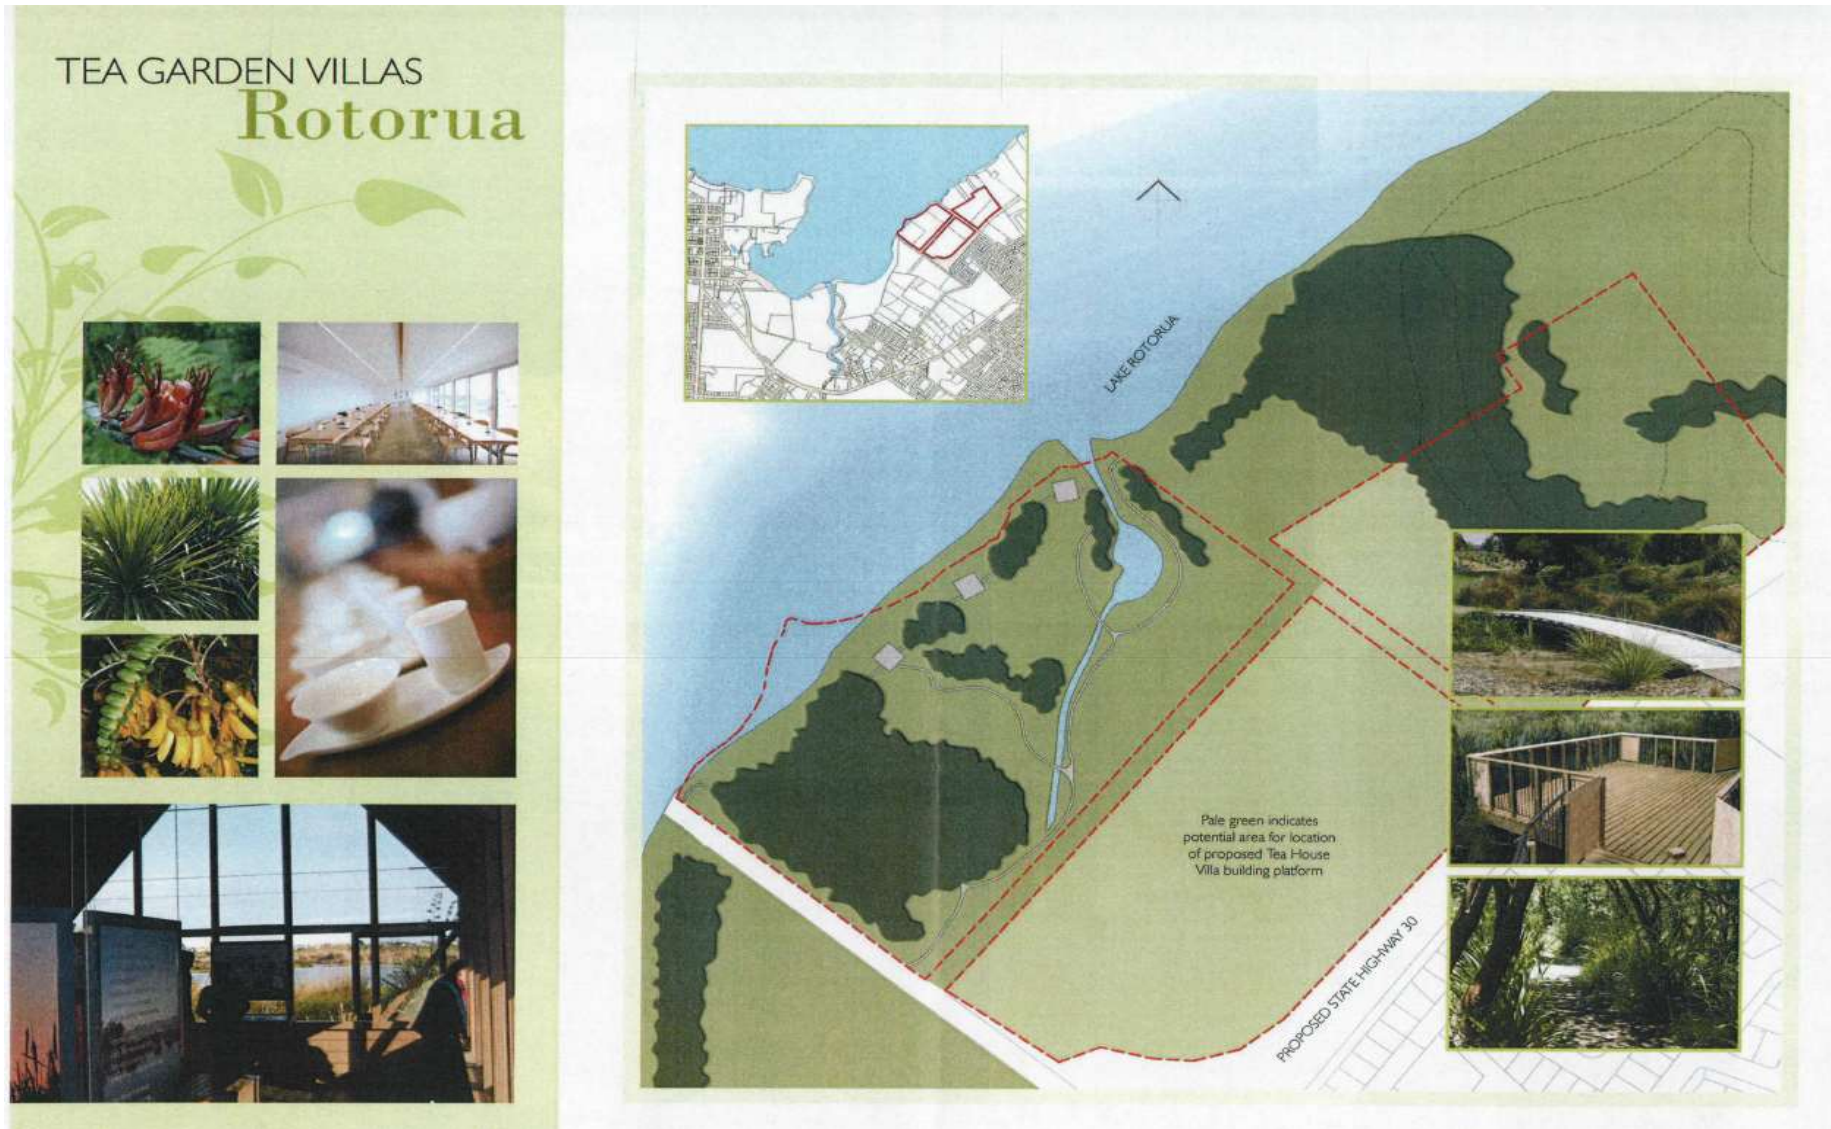 TEA GARDEN VILLAS
Rotorua
LAKE ROTORUA
Pale green indicates
potential area for location
of proposed Tea House
Villa building platform
PROPOSED STATE HIGHWAY 30